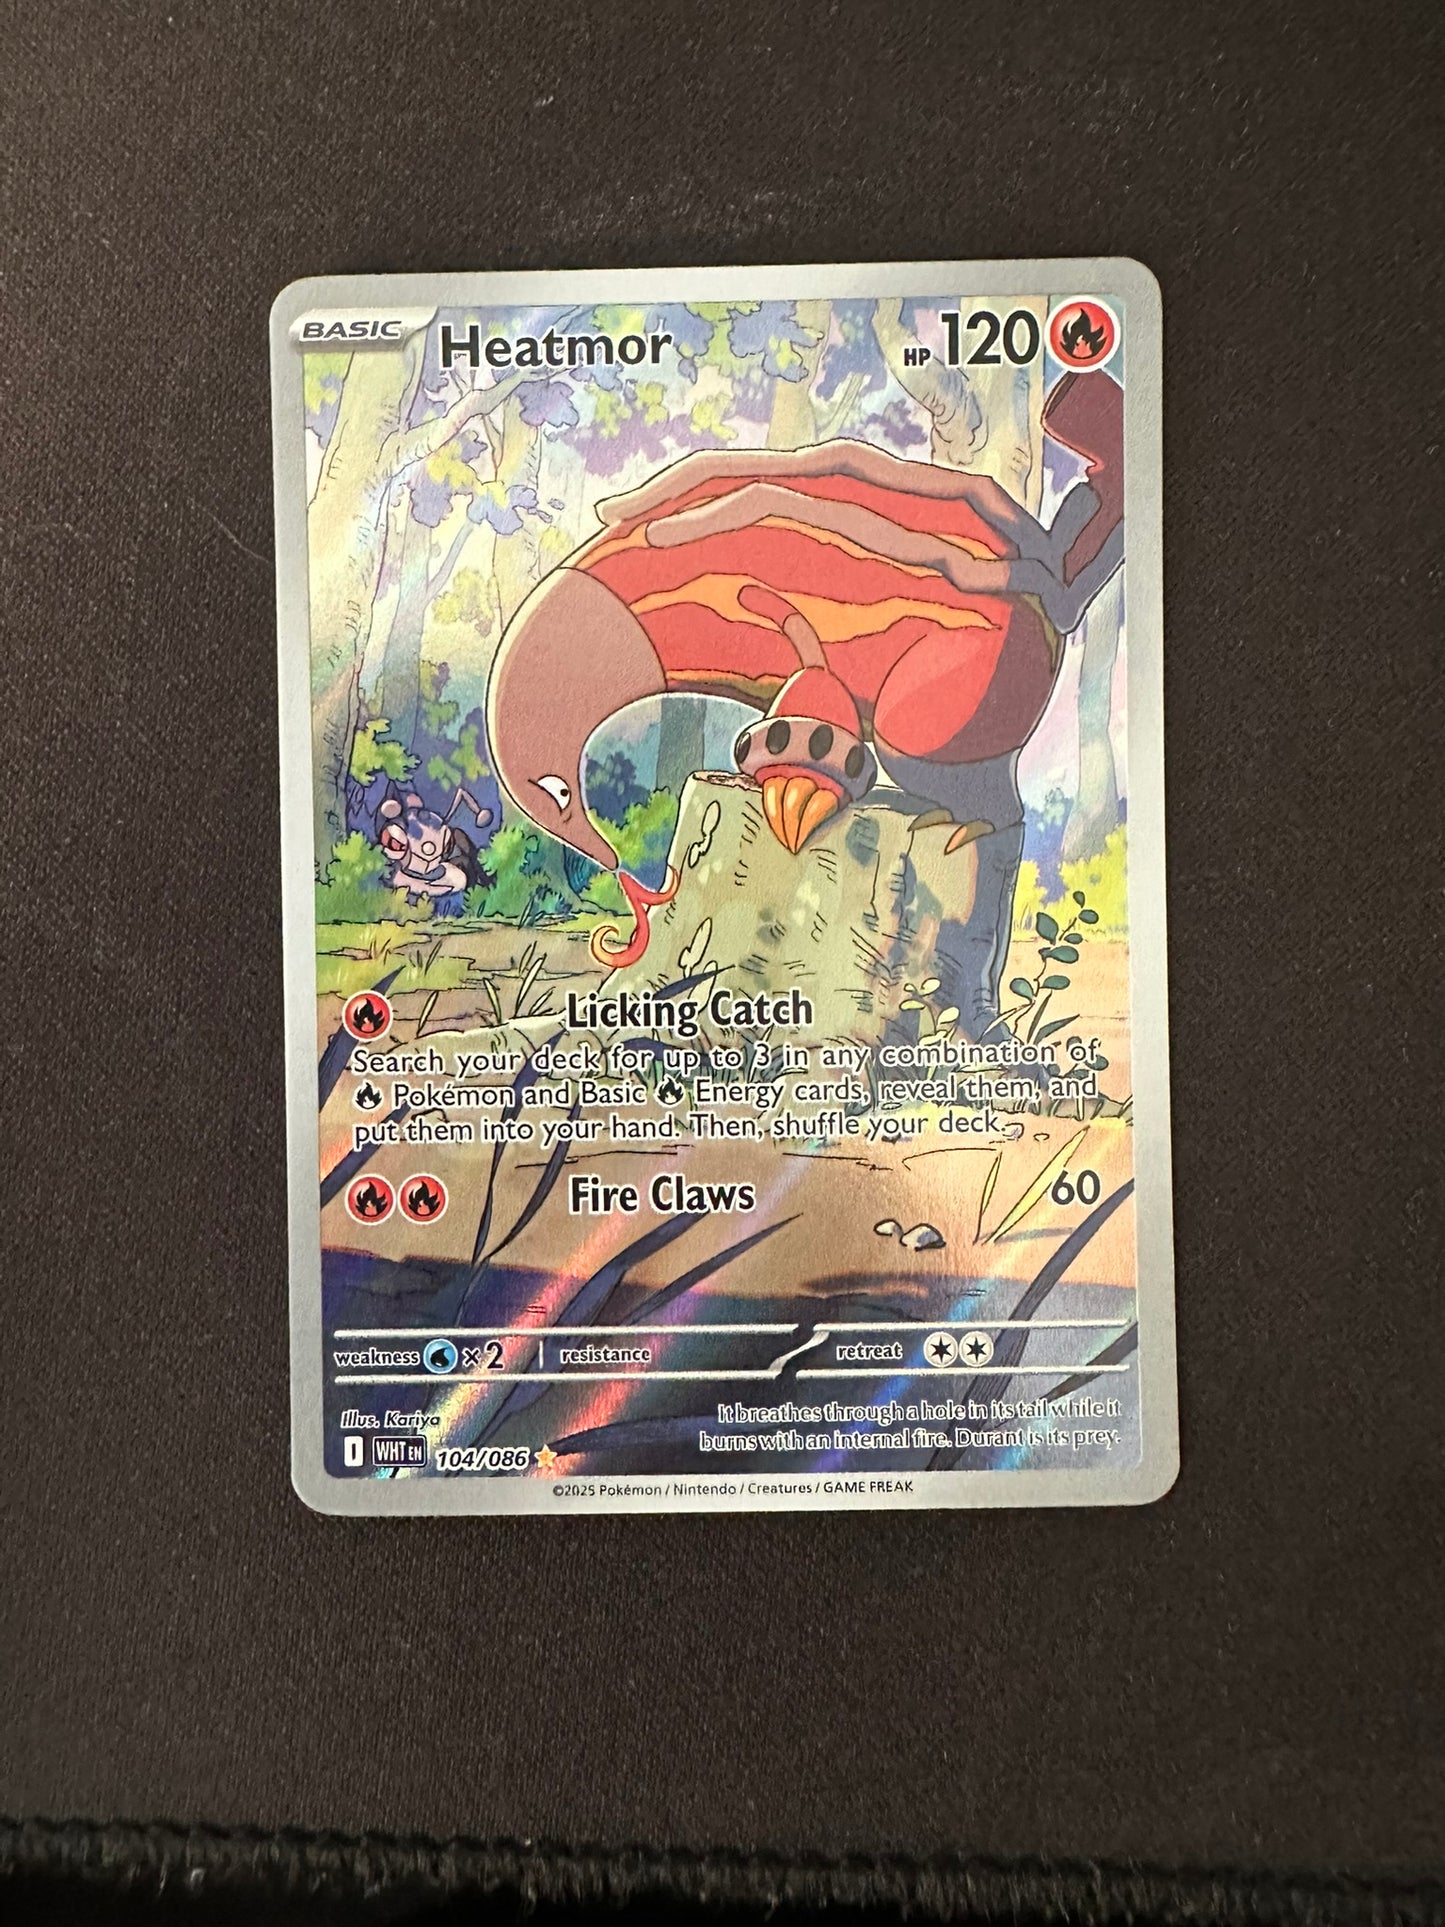 BASIC Heatmor HP 120
Licking Catch
Search your deck for up to 3 in any combination of
Pokémon and Basic Energy cards, reveal them, and
put them into your hand. Then, shuffle your deck.
Fire Claws 60
weakness ×2 resistance retreat
Illus. Kariya
It breathes through a hole in its tail while it
burns with an internal fire. Durant is its prey.
I WHT EN 104/086
©2025 Pokémon / Nintendo / Creatures / GAME FREAK